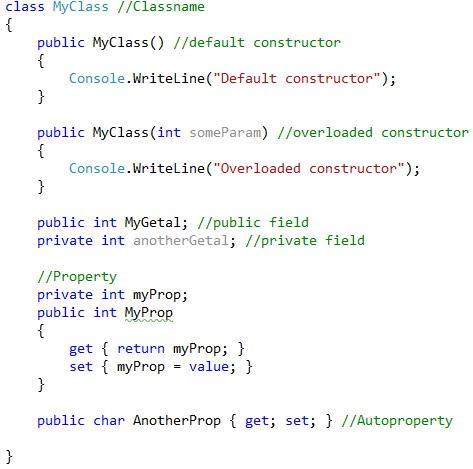 class MyClass //Classname
{
    public MyClass() //default constructor
    {
        Console.WriteLine("Default constructor");
    }

    public MyClass(int someParam) //overloaded constructor
    {
        Console.WriteLine("Overloaded constructor");
    }

    public int MyGetal; //public field
    private int anotherGetal; //private field

    //Property
    private int myProp;
    public int MyProp
    {
        get { return myProp; }
        set { myProp = value; }
    }

    public char AnotherProp { get; set; } //Autoproperty

}